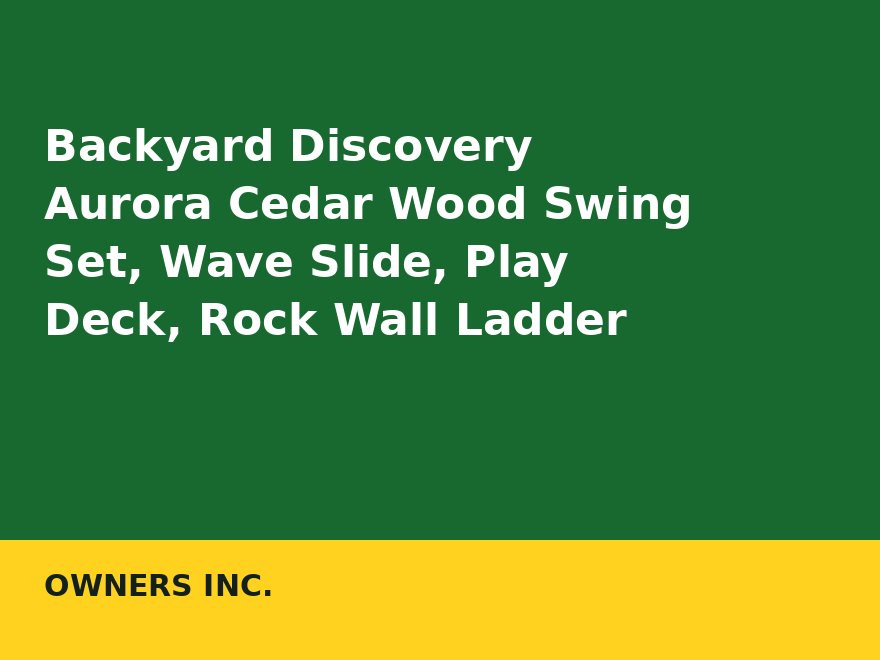 Backyard Discovery
Aurora Cedar Wood Swing
Set, Wave Slide, Play
Deck, Rock Wall Ladder
OWNERS INC.